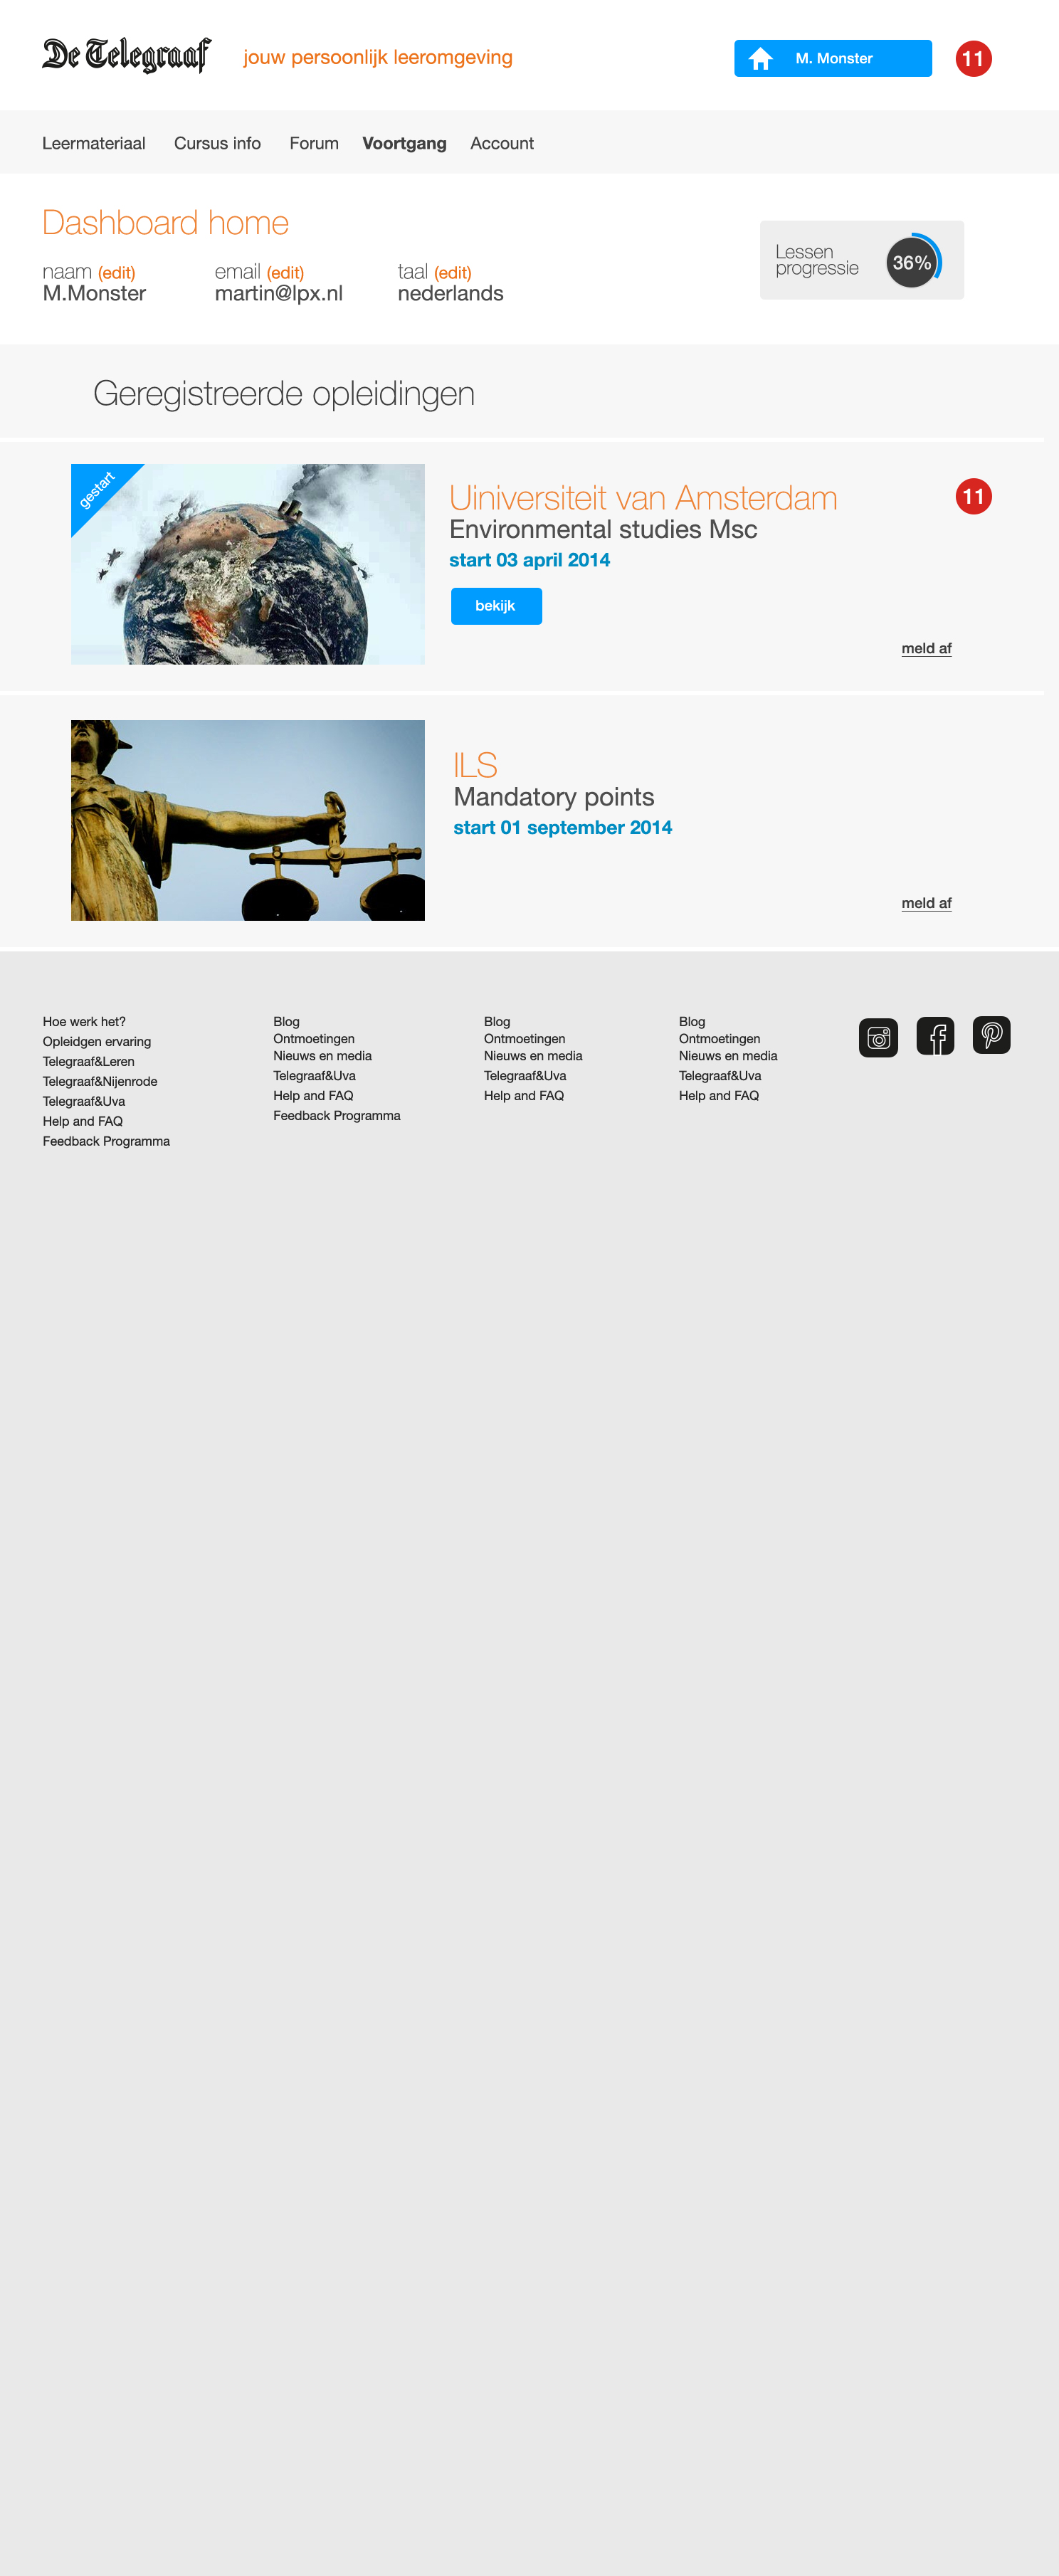 De Telegraaf
jouw persoonlijk leeromgeving
M. Monster
11
Leermateriaal Cursus info Forum Voortgang Account
Dashboard home
naam (edit)
M.Monster
email (edit)
martin@lpx.nl
taal (edit)
nederlands
Lessen
progressie
36%
Geregistreerde opleidingen
gestart
Uiniversiteit van Amsterdam
11
Environmental studies Msc
start 03 april 2014
bekijk
meld af
ILS
Mandatory points
start 01 september 2014
meld af
Hoe werk het?
Opleidgen ervaring
Telegraaf&Leren
Telegraaf&Nijenrode
Telegraaf&Uva
Help and FAQ
Feedback Programma
Blog
Ontmoetingen
Nieuws en media
Telegraaf&Uva
Help and FAQ
Feedback Programma
Blog
Ontmoetingen
Nieuws en media
Telegraaf&Uva
Help and FAQ
Blog
Ontmoetingen
Nieuws en media
Telegraaf&Uva
Help and FAQ